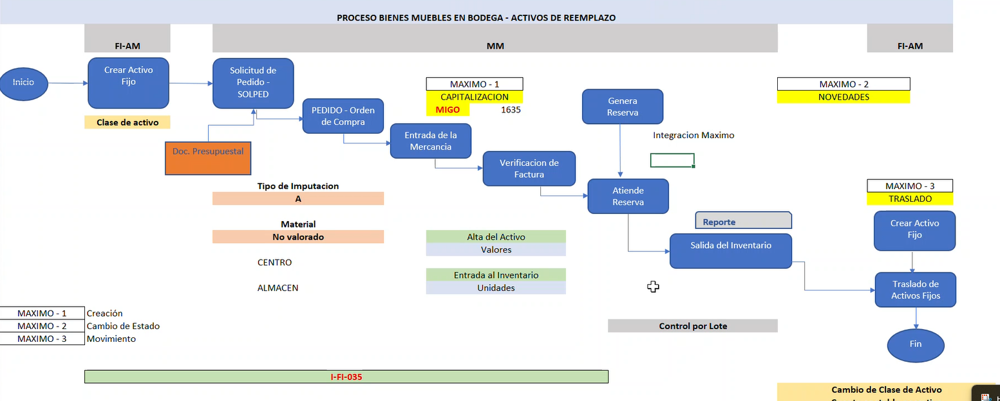 PROCESO BIENES MUEBLES EN BODEGA - ACTIVOS DE REEMPLAZO
FI-AM
MM
FI-AM
Inicio
Crear Activo
Fijo
Clase de activo
Solicitud de
Pedido -
SOLPED
Doc. Presupuestal
PEDIDO - Orden
de Compra
MAXIMO - 1
CAPITALIZACION
MIGO 1635
Entrada de la
Mercancia
Verificacion de
Factura
Genera
Reserva
Integracion Maximo
Atiende
Reserva
MAXIMO - 2
NOVEDADES
Tipo de Imputacion
A
Material
No valorado
CENTRO
ALMACEN
Alta del Activo
Valores
Entrada al Inventario
Unidades
Reporte
Salida del Inventario
MAXIMO - 3
TRASLADO
Crear Activo
Fijo
Traslado de
Activos Fijos
Fin
MAXIMO - 1 Creación
MAXIMO - 2 Cambio de Estado
MAXIMO - 3 Movimiento
Control por Lote
I-FI-035
Cambio de Clase de Activo